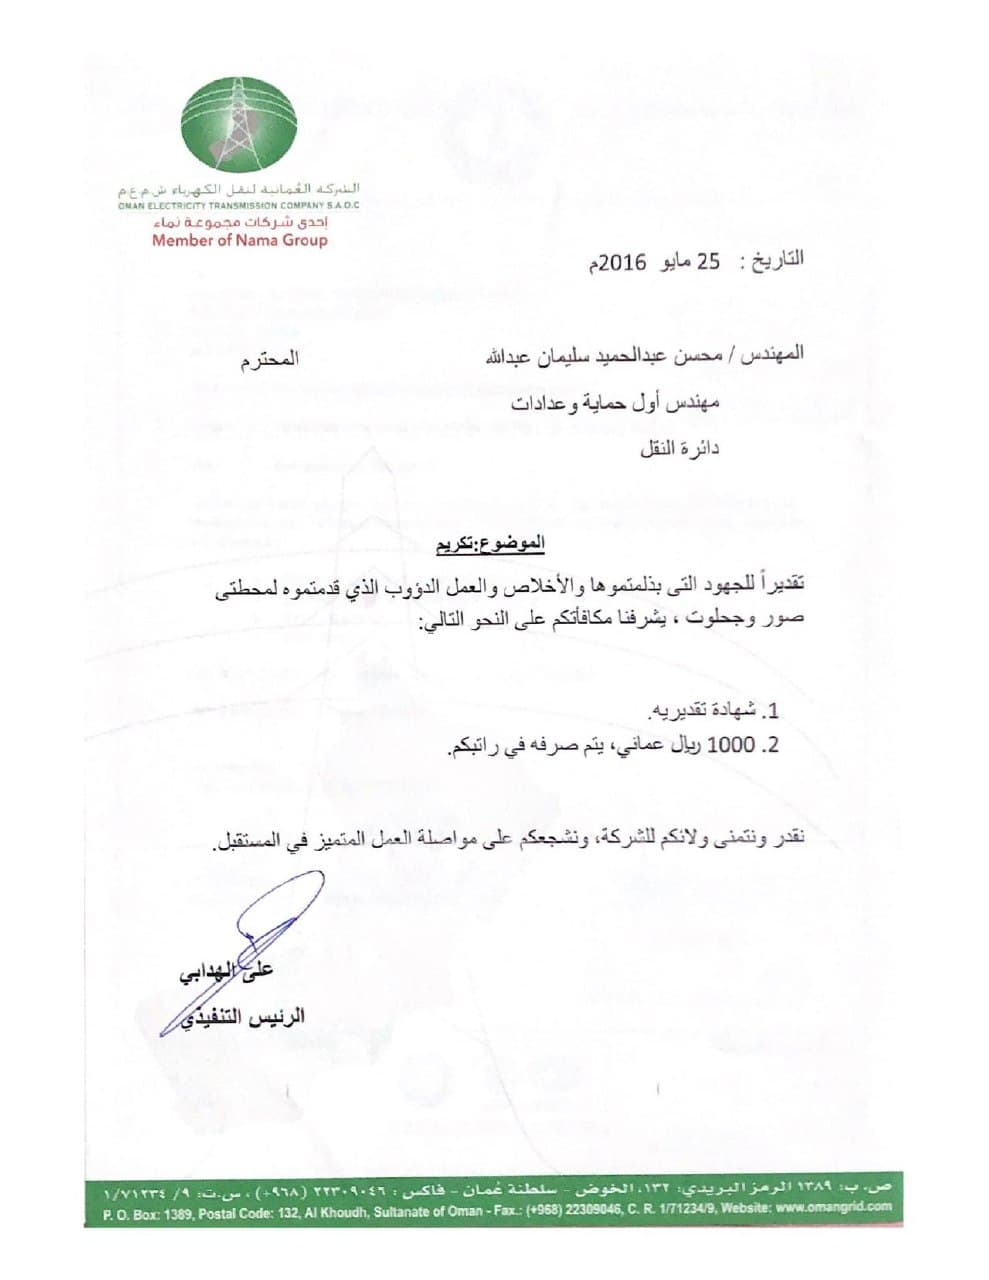 الشركة العُمانية لنقل الكهرباء ش.م.ع.م
OMAN ELECTRICITY TRANSMISSION COMPANY S.A.O.C
إحدى شركات مجموعة نماء
Member of Nama Group
التاريخ : 25 مايو 2016م
المهندس / محسن عبدالحميد سليمان عبدالله المحترم
مهندس أول حماية وعدادات
دائرة النقل
الموضوع:تكريم
تقديراً للجهود التى بذلمتموها والأخلاص والعمل الدؤوب الذي قدمتموه لمحطتى
صور وجحلوت ، يشرفنا مكافأتكم على النحو التالي:
1. شهادة تقديريه.
2. 1000 ريال عماني، يتم صرفه في راتبكم.
نقدر ونتمنى ولائكم للشركة، ونشجعكم على مواصلة العمل المتميز في المستقبل.
على الهدابي
الرئيس التنفيذي
ص. ب: ١٣٨٩ الرمز البريدي: ١٣٢، الخوض - سلطنة عُمان - فاكس : ٢٢٣٠٩٠٤٦ (٩٦٨+) ، س.ت: ٩/ ١/٧١٢٣٤
P. O. Box: 1389, Postal Code: 132, Al Khoudh, Sultanate of Oman - Fax.: (+968) 22309046, C. R. 1/71234/9, Website: www.omangrid.com